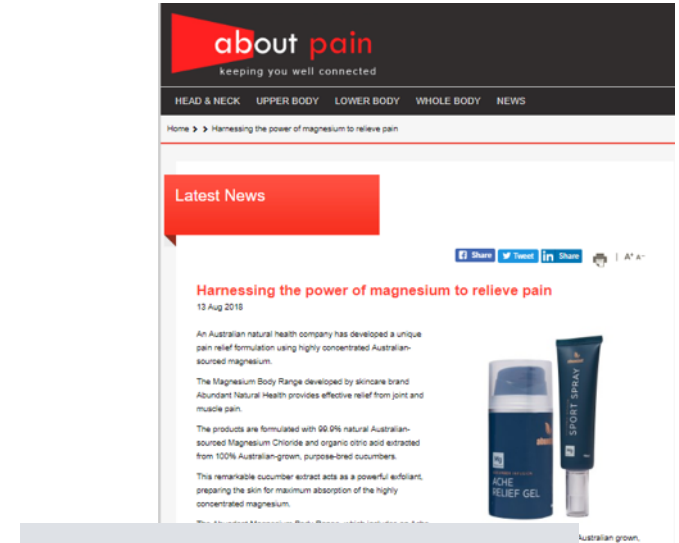 about pain
keeping you well connected
HEAD & NECK UPPER BODY LOWER BODY WHOLE BODY NEWS
Home > > Harnessing the power of magnesium to relieve pain
Latest News
Share Tweet in Share | A+ A-
Harnessing the power of magnesium to relieve pain
13 Aug 2018
An Australian natural health company has developed a unique
pain relief formulation using highly concentrated Australian-
sourced magnesium.
The Magnesium Body Range developed by skincare brand
Abundant Natural Health provides effective relief from joint and
muscle pain.
The products are formulated with 99.9% natural Australian-
sourced Magnesium Chloride and organic citric acid extracted
from 100% Australian-grown, purpose-bred cucumbers.
This remarkable cucumber extract acts as a powerful exfoliant,
preparing the skin for maximum absorption of the highly
concentrated magnesium.
Australian grown,
SPORT SPRAY
Mg
ACHE
RELIEF GEL